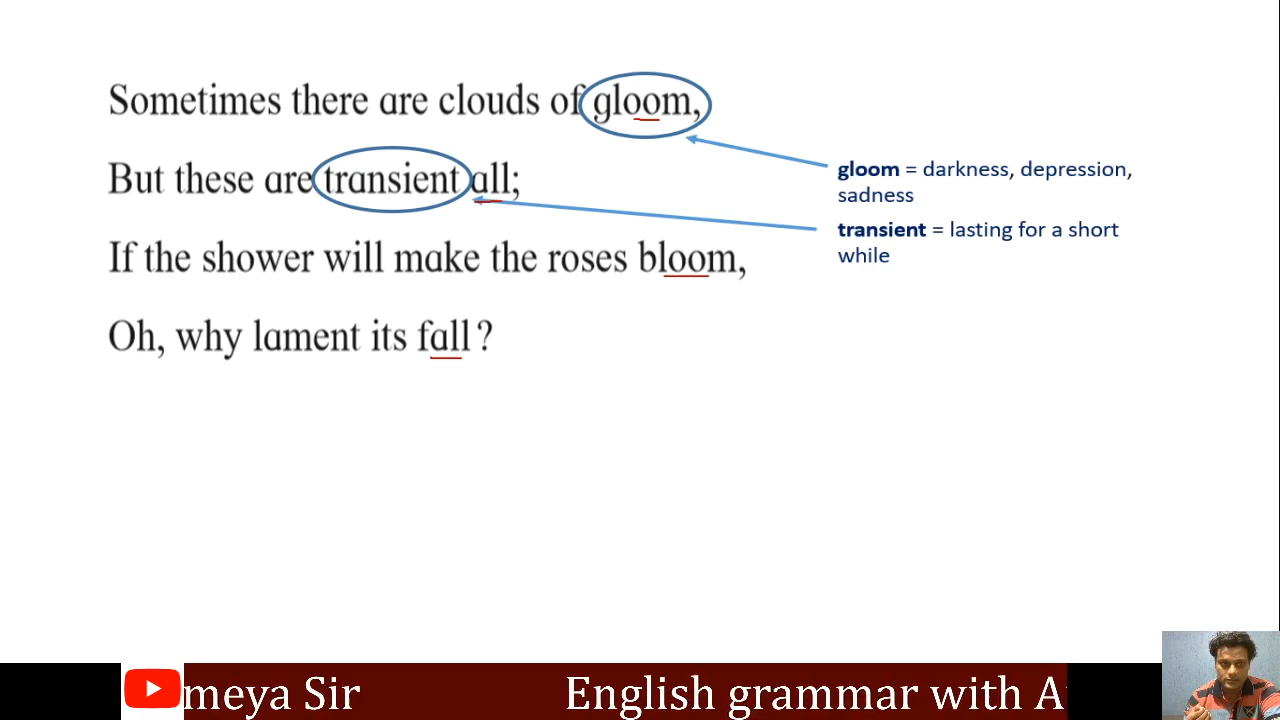 Sometimes there are clouds of gloom,
But these are transient all;
If the shower will make the roses bloom,
Oh, why lament its fall?
gloom = darkness, depression,
sadness
transient = lasting for a short
while
meya Sir
English grammar with A